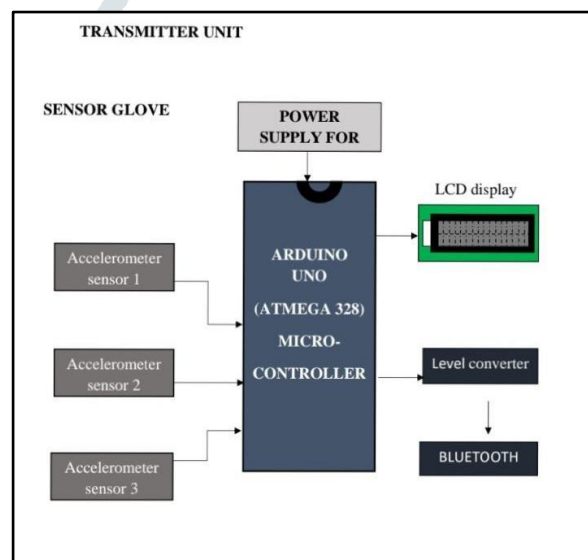 TRANSMITTER UNIT
SENSOR GLOVE
POWER
SUPPLY FOR
LCD display
Accelerometer
sensor 1
ARDUINO
UNO
(ATMEGA 328)
MICRO-
CONTROLLER
Accelerometer
sensor 2
Level converter
Accelerometer
sensor 3
BLUETOOTH